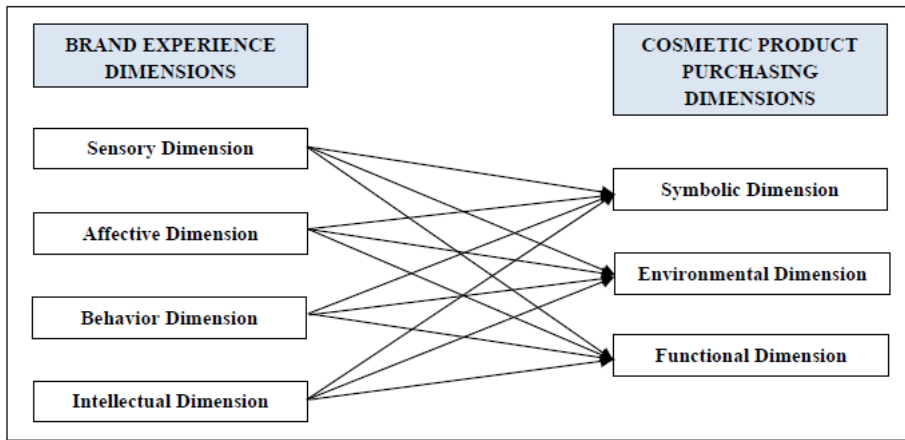 BRAND EXPERIENCE
DIMENSIONS
Sensory Dimension
Affective Dimension
Behavior Dimension
Intellectual Dimension
COSMETIC PRODUCT
PURCHASING
DIMENSIONS
Symbolic Dimension
Environmental Dimension
Functional Dimension